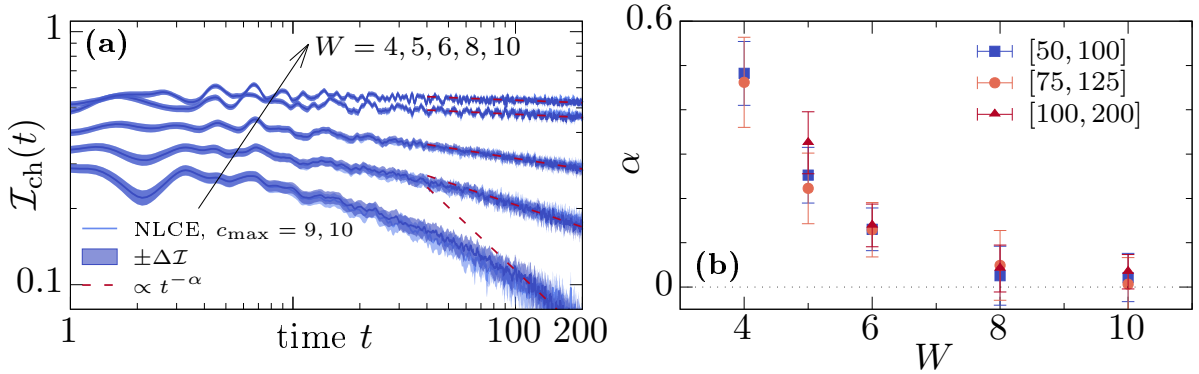 1
(a)
W = 4, 5, 6, 8, 10
𝓘ch(t)
NLCE, cmax = 9, 10
±Δ𝓘
∝ t^−α
0.1
1
100
200
time t
0.6
[50, 100]
[75, 125]
[100, 200]
α
(b)
0
4
6
8
10
W